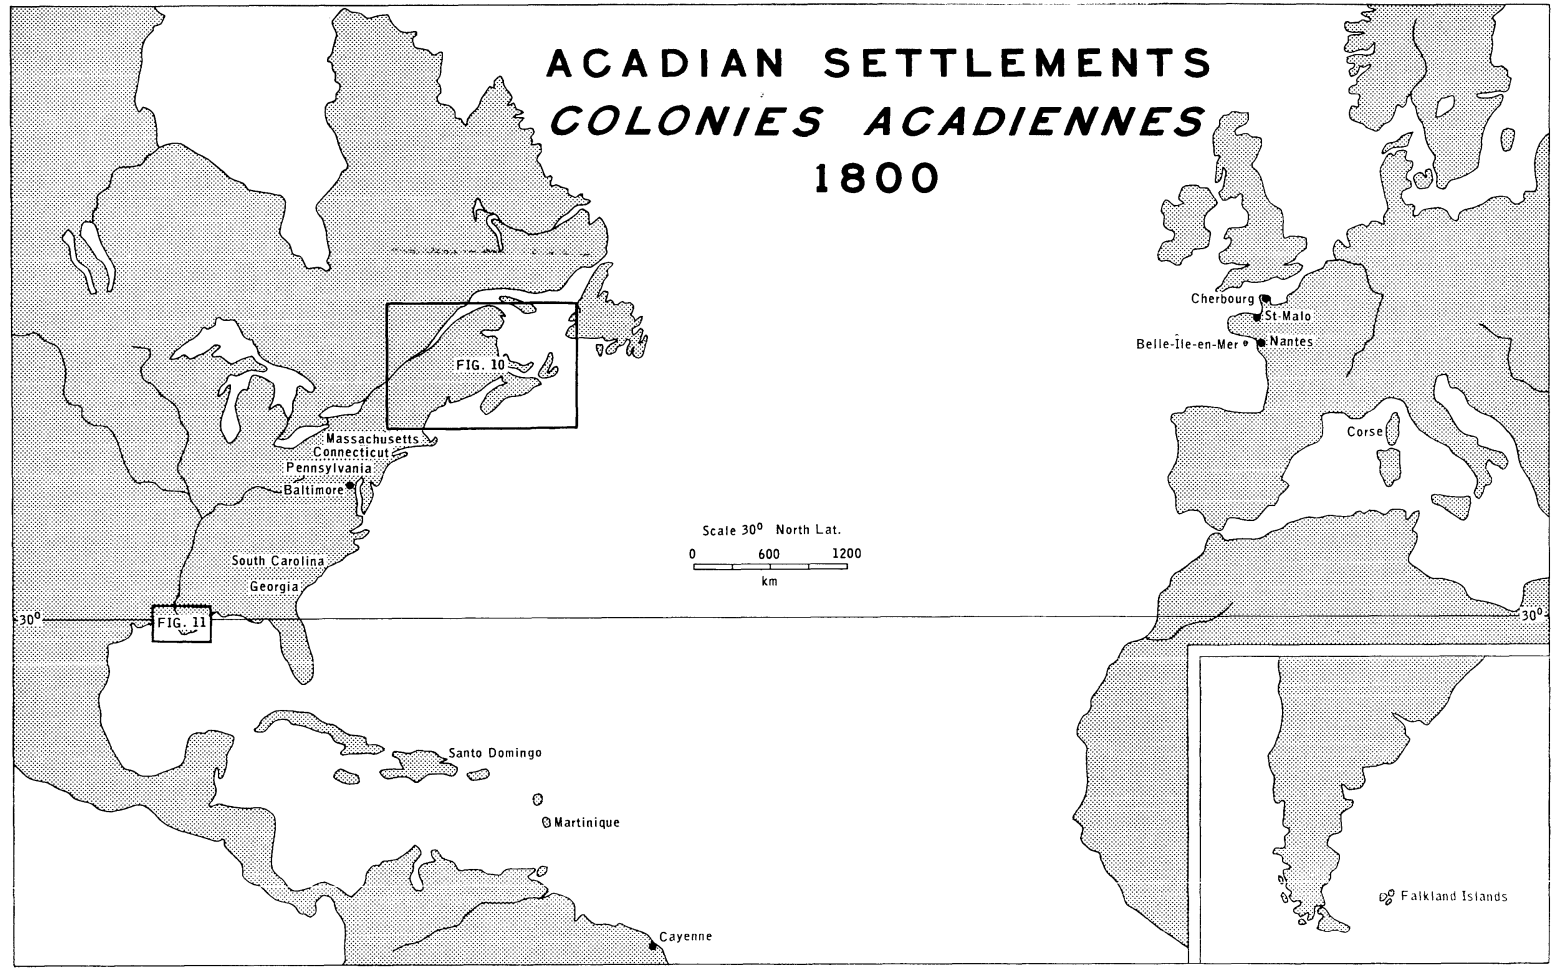 ACADIAN SETTLEMENTS
COLONIES ACADIENNES
1800
Cherbourg
St-Malo
Belle-Île-en-Mer
Nantes
FIG. 10
Corse
Massachusetts
Connecticut
Pennsylvania
Baltimore
Scale 30° North Lat.
0 600 1200
km
South Carolina
Georgia
30°
FIG. 11
30°
Santo Domingo
Martinique
Falkland Islands
Cayenne